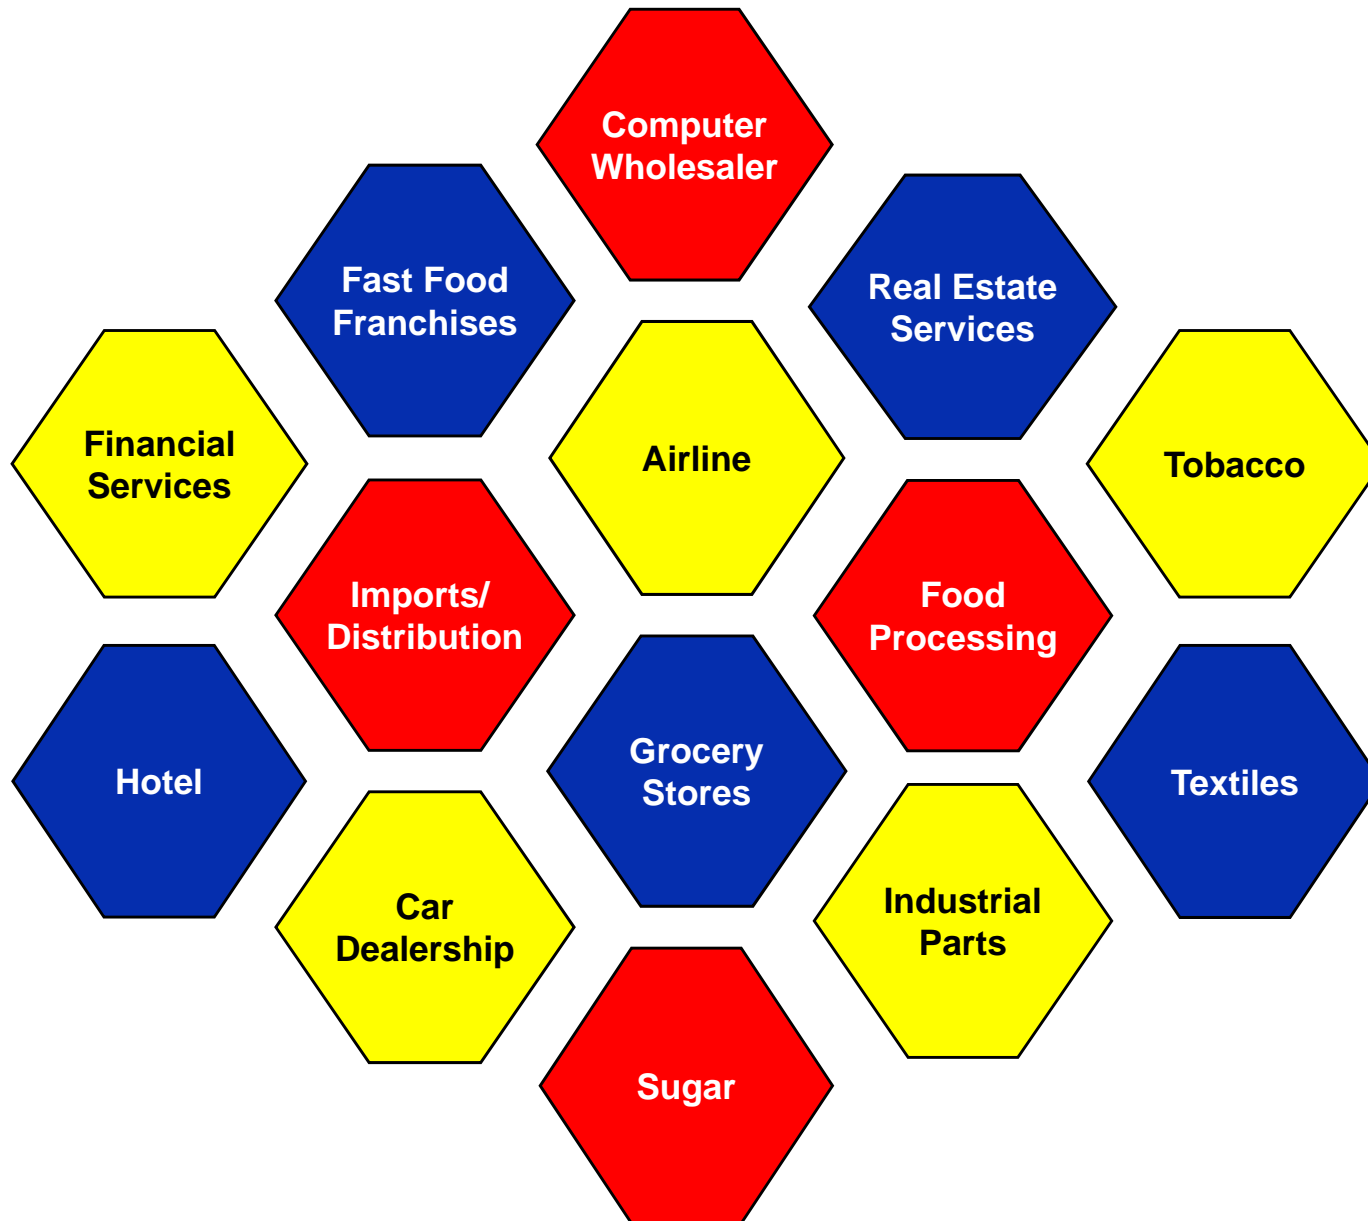 Computer
Wholesaler
Fast Food
Franchises
Real Estate
Services
Financial
Services
Airline
Tobacco
Imports/
Distribution
Food
Processing
Hotel
Grocery
Stores
Textiles
Car
Dealership
Industrial
Parts
Sugar